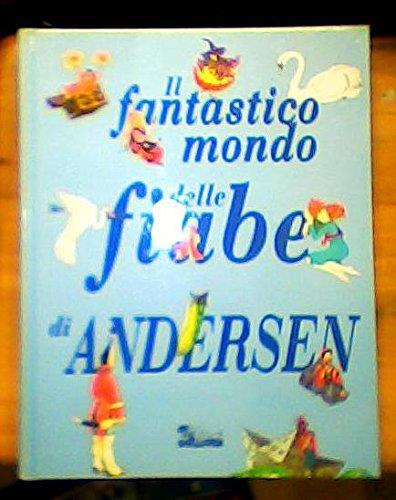 Il
fantastico
mondo
delle
fiabe
di ANDERSEN